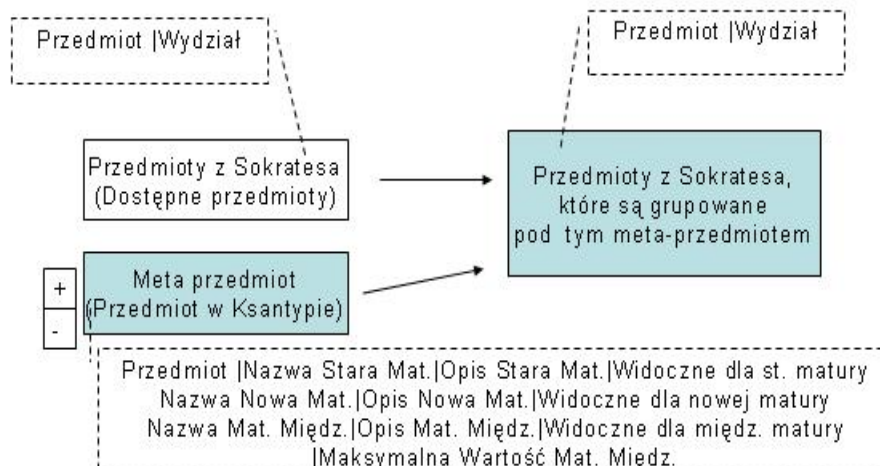 Przedmiot |Wydział
Przedmiot |Wydział
Przedmioty z Sokratesa
(Dostępne przedmioty)
Przedmioty z Sokratesa,
które są grupowane
pod tym meta-przedmiotem
+
-
Meta przedmiot
(Przedmiot w Ksantypie)
Przedmiot |Nazwa Stara Mat.|Opis Stara Mat.|Widoczne dla st. matury
Nazwa Nowa Mat.|Opis Nowa Mat.|Widoczne dla nowej matury
Nazwa Mat. Międz.|Opis Mat. Międz.|Widoczne dla międz. matury
|Maksymalna Wartość Mat. Miedz.